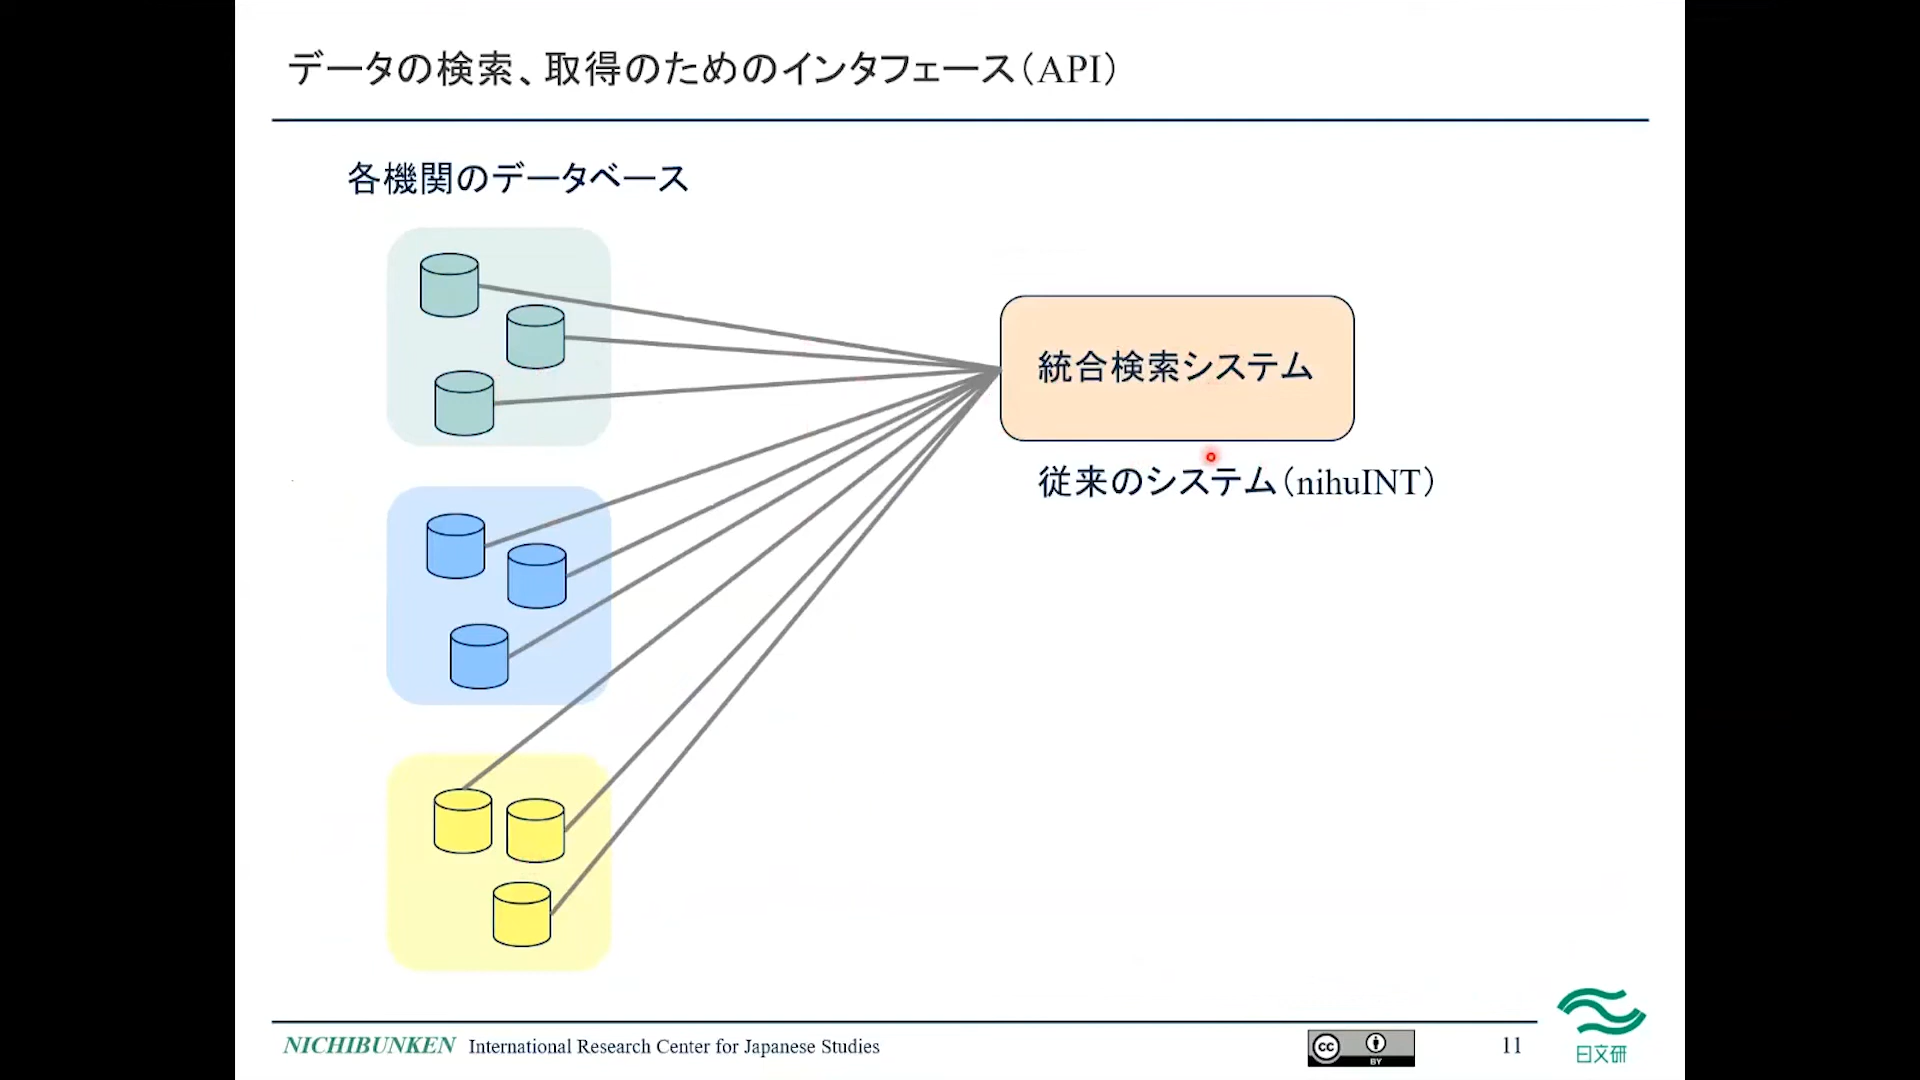 データの検索、取得のためのインタフェース（API）
各機関のデータベース
統合検索システム
従来のシステム（nihuINT）
NICHIBUNKEN International Research Center for Japanese Studies
cc
BY
11
日文研